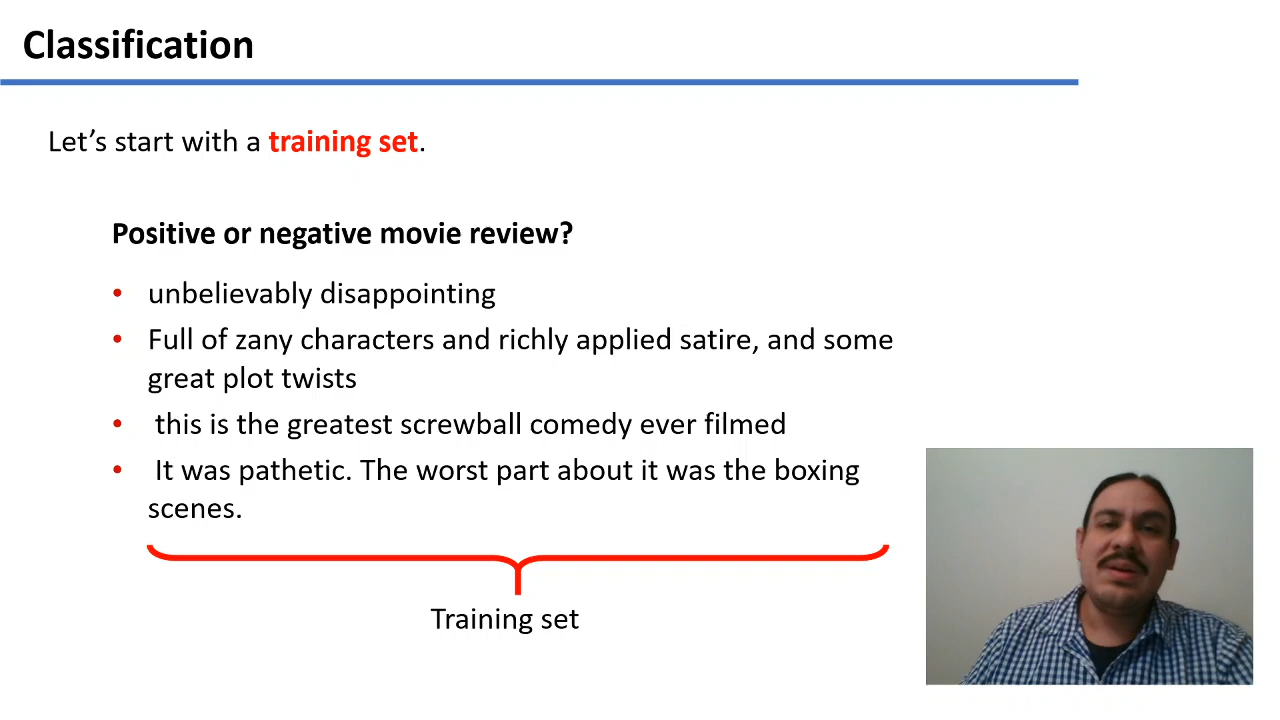 Classification
Let’s start with a training set.
Positive or negative movie review?
• unbelievably disappointing
• Full of zany characters and richly applied satire, and some
great plot twists
• this is the greatest screwball comedy ever filmed
• It was pathetic. The worst part about it was the boxing
scenes.
Training set